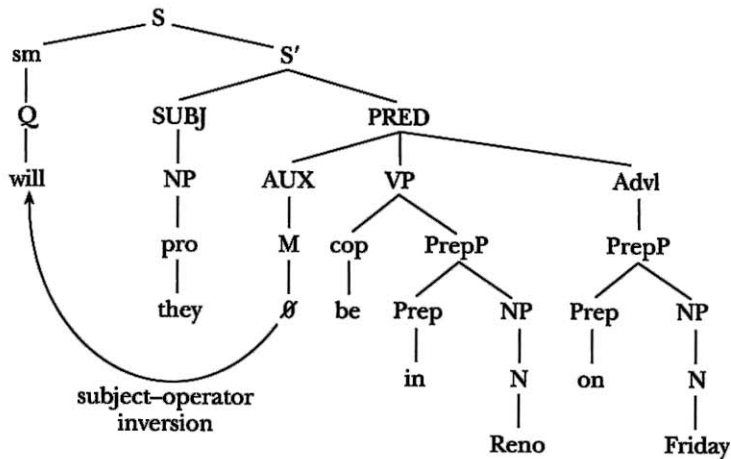 S
sm S′
Q SUBJ PRED
will NP AUX VP Advl
pro M cop PrepP PrepP
they ∅ be Prep NP Prep NP
in N on N
subject–operator
inversion
Reno Friday